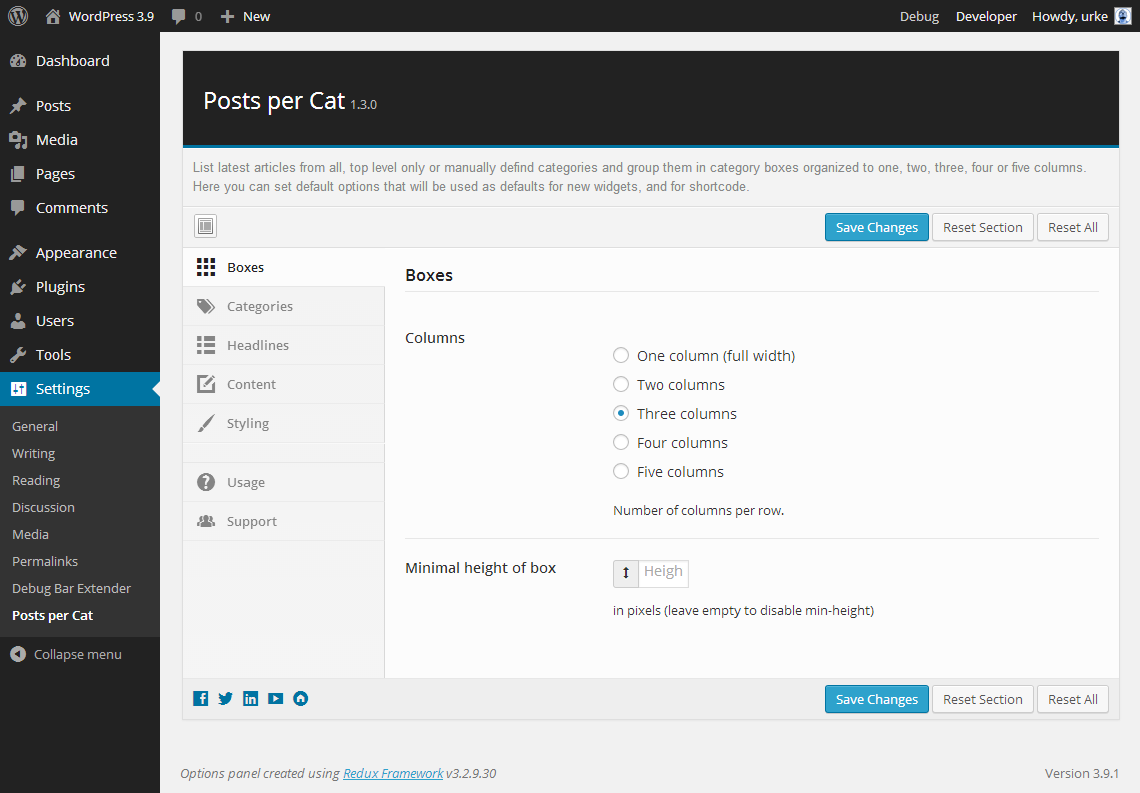 WordPress 3.9 0 New Debug Developer Howdy, urke
Dashboard
Posts
Media
Pages
Comments
Appearance
Plugins
Users
Tools
Settings
General
Writing
Reading
Discussion
Media
Permalinks
Debug Bar Extender
Posts per Cat
Collapse menu
Posts per Cat 1.3.0
List latest articles from all, top level only or manually defind categories and group them in category boxes organized to one, two, three, four or five columns.
Here you can set default options that will be used as defaults for new widgets, and for shortcode.
Save Changes Reset Section Reset All
Boxes
Categories
Headlines
Content
Styling
Usage
Support
Boxes
Columns
One column (full width)
Two columns
Three columns
Four columns
Five columns
Number of columns per row.
Minimal height of box
Heigh
in pixels (leave empty to disable min-height)
Save Changes Reset Section Reset All
Options panel created using Redux Framework v3.2.9.30
Version 3.9.1